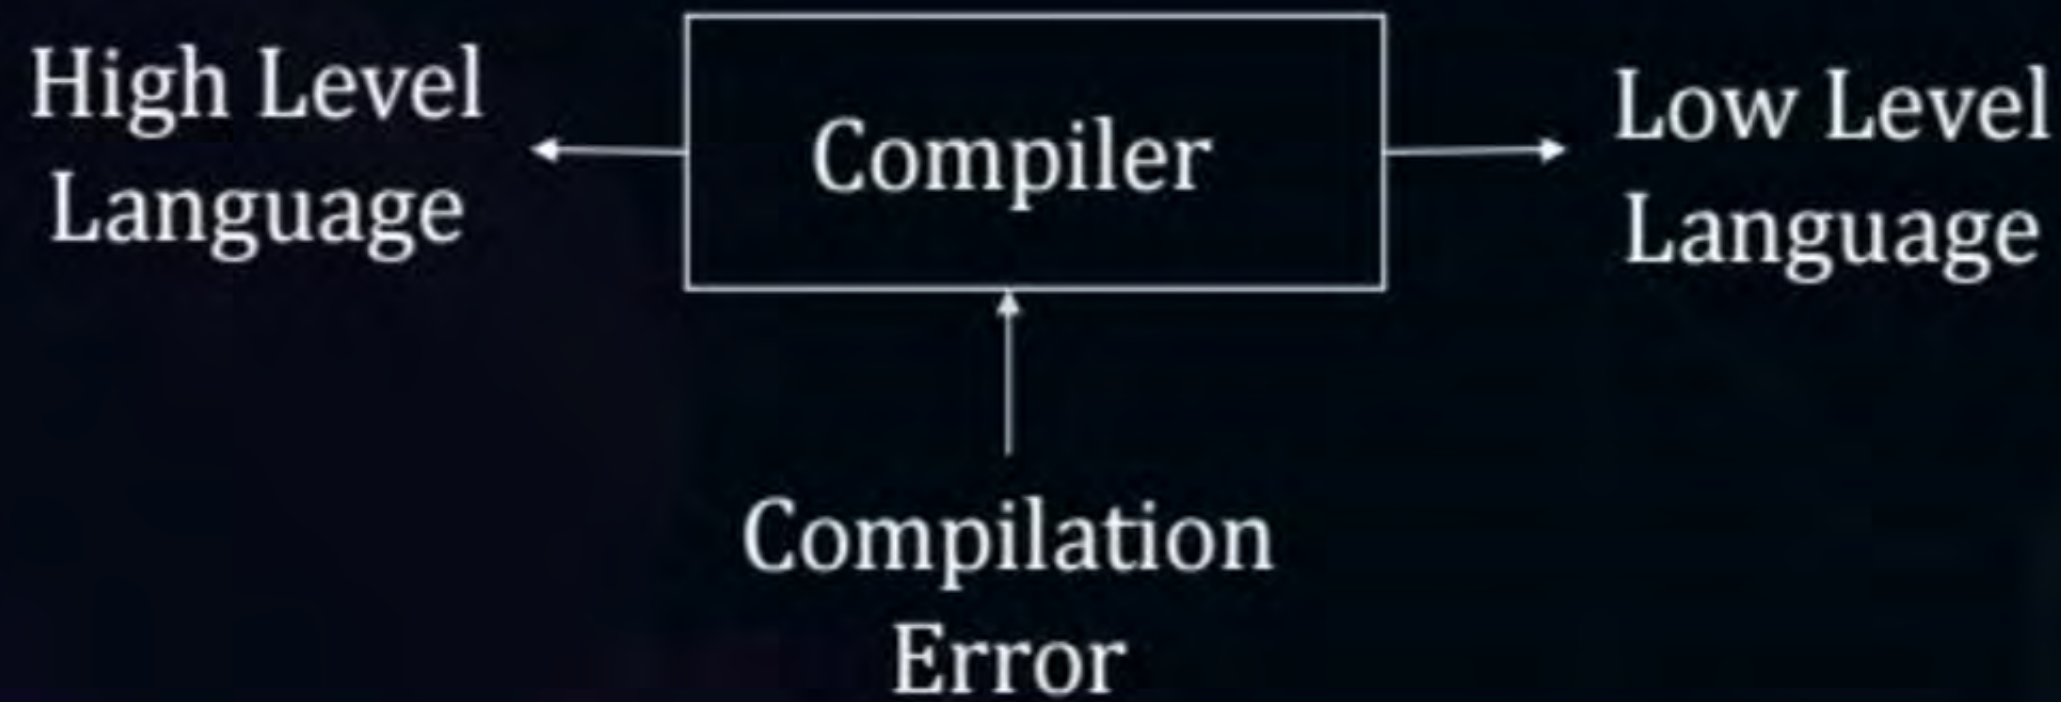 High Level
Language
Compiler
Low Level
Language
Compilation
Error